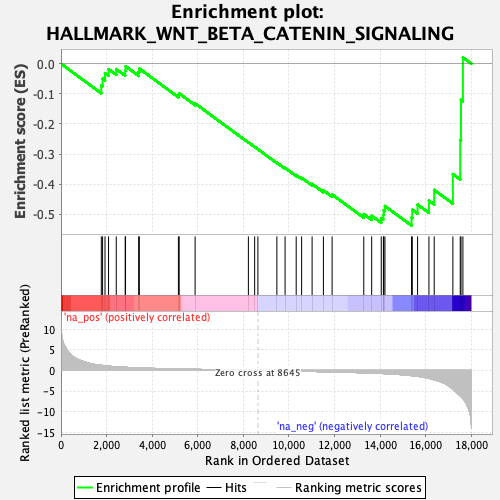 Enrichment plot:
HALLMARK_WNT_BETA_CATENIN_SIGNALING
Enrichment score (ES)
0.0
-0.1
-0.2
-0.3
-0.4
-0.5
'na_pos' (positively correlated)
Ranked list metric (PreRanked)
10
5
0
-5
-10
-15
Zero cross at 8645
'na_neg' (negatively correlated)
0 2,000 4,000 6,000 8,000 10,000 12,000 14,000 16,000 18,000
Rank in Ordered Dataset
Enrichment profile Hits Ranking metric scores